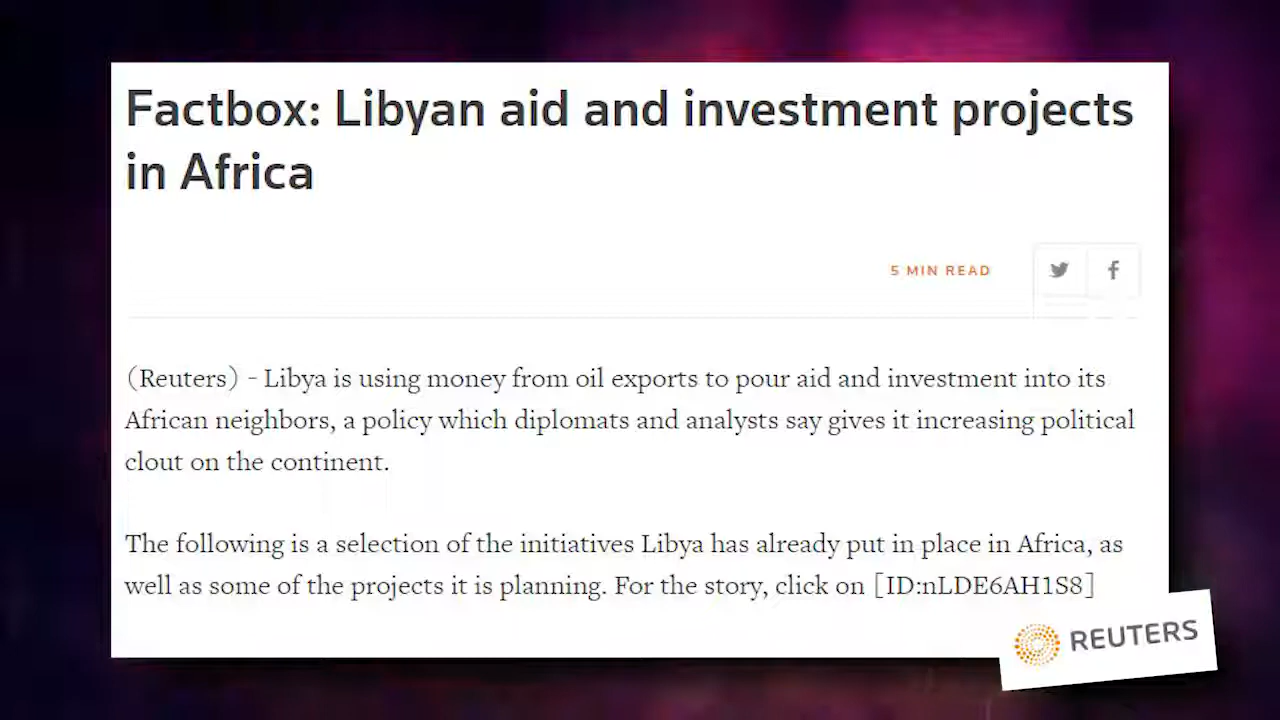 Factbox: Libyan aid and investment projects
in Africa
5 MIN READ
(Reuters) - Libya is using money from oil exports to pour aid and investment into its
African neighbors, a policy which diplomats and analysts say gives it increasing political
clout on the continent.
The following is a selection of the initiatives Libya has already put in place in Africa, as
well as some of the projects it is planning. For the story, click on [ID:nLDE6AH1S8]
REUTERS